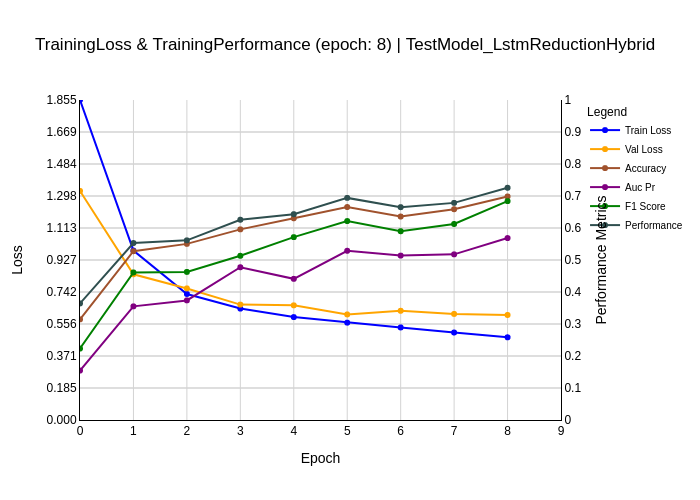 TrainingLoss & TrainingPerformance (epoch: 8) | TestModel_LstmReductionHybrid
Legend
Train Loss
Val Loss
Accuracy
Auc Pr
F1 Score
Performance
Loss
1.855
1.669
1.484
1.298
1.113
0.927
0.742
0.556
0.371
0.185
0.000
1
0.9
0.8
0.7
0.6
0.5
0.4
0.3
0.2
0.1
0
Performance Metrics
0 1 2 3 4 5 6 7 8 9
Epoch